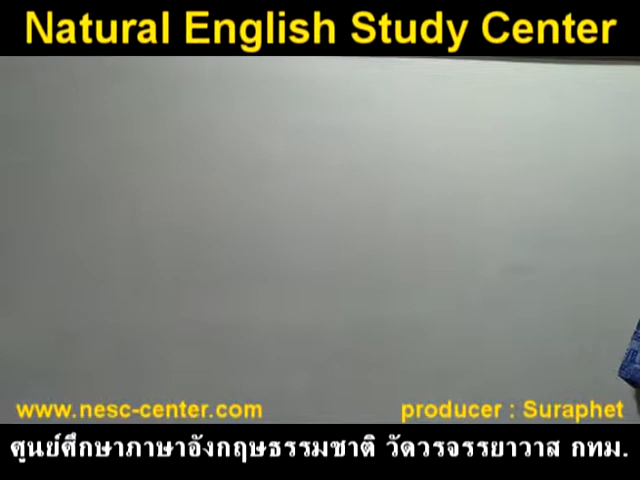 Natural English Study Center
www.nesc-center.com
producer : Suraphet
ศูนย์ศึกษาภาษาอังกฤษธรรมชาติ วัดวรจรรยาวาส กทม.